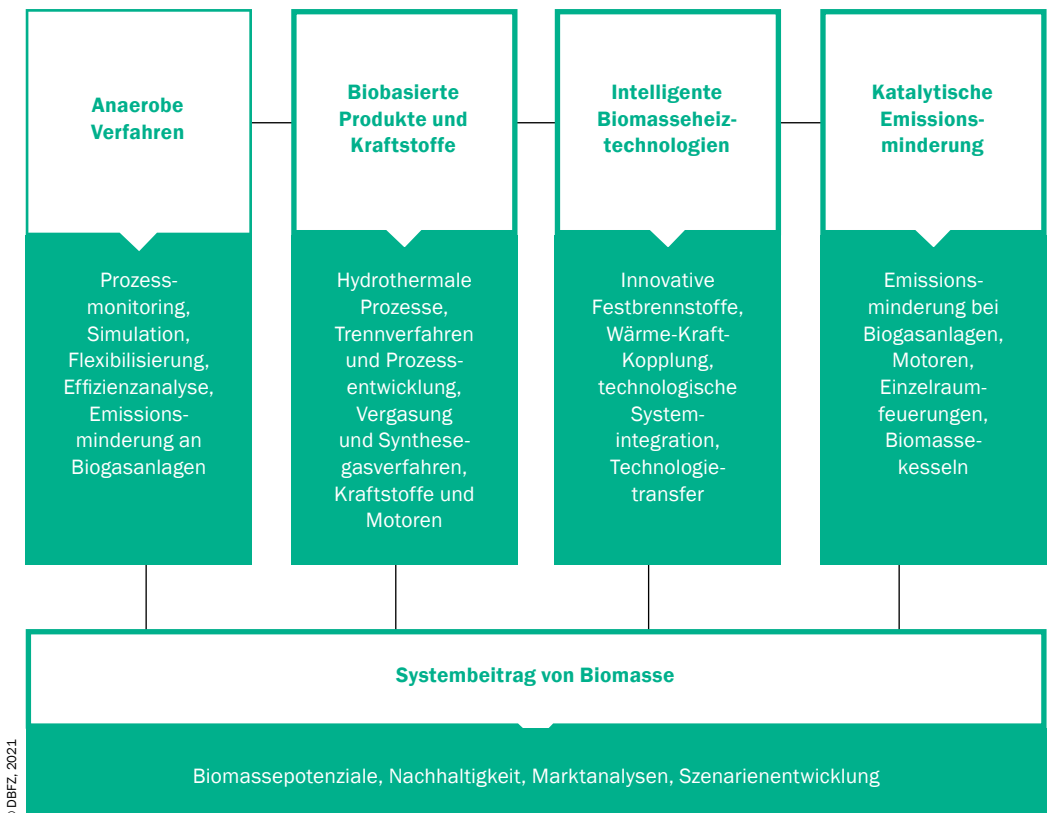 Anaerobe
Verfahren
Biobasierte
Produkte und
Kraftstoffe
Intelligente
Biomasseheiz-
technologien
Katalytische
Emissions-
minderung
Prozess-
monitoring,
Simulation,
Flexibilisierung,
Effizienzanalyse,
Emissions-
minderung an
Biogasanlagen
Hydrothermale
Prozesse,
Trennverfahren
und Prozess-
entwicklung,
Vergasung
und Synthese-
gasverfahren,
Kraftstoffe und
Motoren
Innovative
Festbrennstoffe,
Wärme-Kraft-
Kopplung,
technologische
System-
integration,
Technologie-
transfer
Emissions-
minderung bei
Biogasanlagen,
Motoren,
Einzelraum-
feuerungen,
Biomasse-
kesseln
Systembeitrag von Biomasse
Biomassepotenziale, Nachhaltigkeit, Marktanalysen, Szenarienentwicklung
© DBFZ, 2021